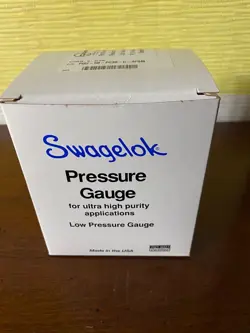 Swagelok
Pressure
Gauge
for ultra high purity
applications
Low Pressure Gauge
Made in the USA